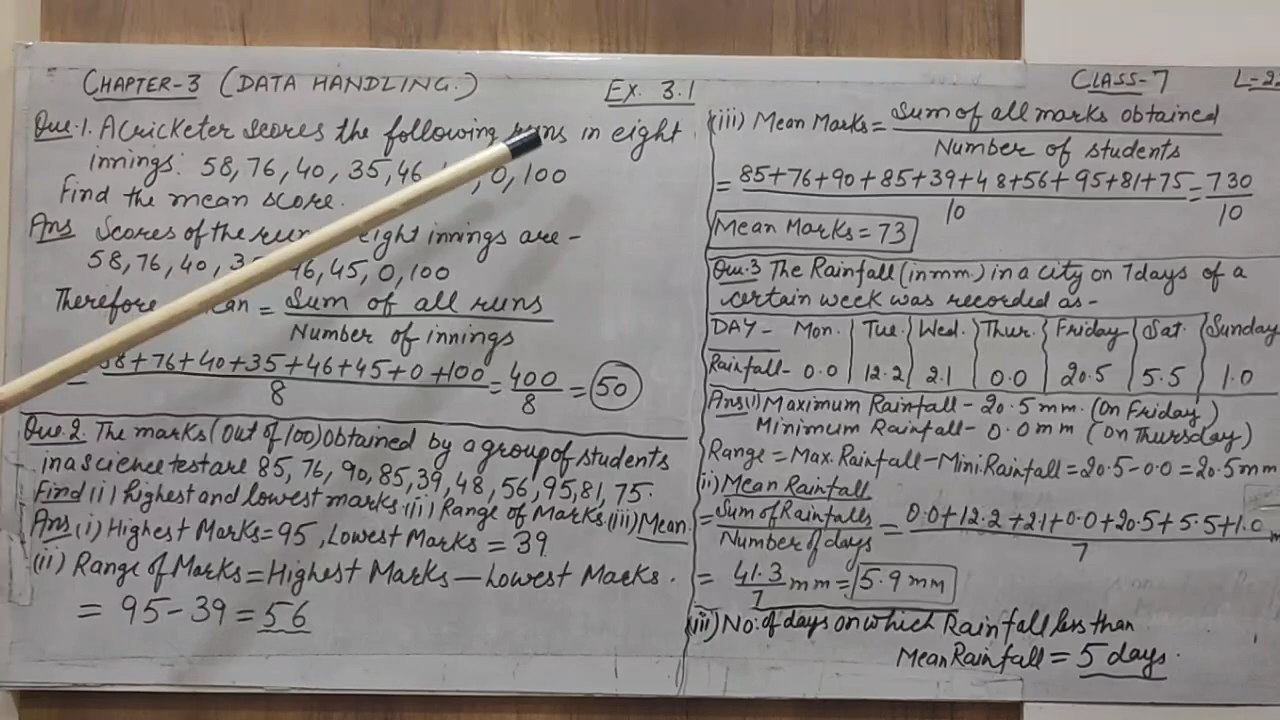 CHAPTER-3 (DATA HANDLING.)
EX. 3.1
Que.1. A Cricketer scores the following runs in eight
innings: 58, 76, 40, 35, 46, 0, 100
Find the mean score.
Ans Scores of the eight innings are -
58, 76, 40, 46, 45, 0, 100
Therefore = Sum of all runs
Number of innings
= 58+76+40+35+46+45+0+100 = 400 = 50
8 8
Que.2. The marks (Out of 100) obtained by a group of students
in a science test are 85, 76, 90, 85, 39, 48, 56, 95, 81, 75.
Find (i) highest and lowest marks. (ii) Range of Marks. (iii) Mean
Ans (i) Highest Marks = 95, Lowest Marks = 39
(ii) Range of Marks = Highest Marks - Lowest Marks.
= 95-39 = 56
CLASS-7
(iii) Mean Marks = Sum of all marks obtained
Number of students
= 85+76+90+85+39+48+56+95+81+75 = 730
10 10
Mean Marks = 73
Que.3 The Rainfall (in mm.) in a city on 7 days of a
certain week was recorded as -
DAY - Mon. Tue. Wed. Thur. Friday Sat. Sunday
Rainfall - 0.0 12.2 2.1 0.0 20.5 5.5 1.0
Ans (i) Maximum Rainfall - 20.5 mm. (On Friday)
Minimum Rainfall - 0.0 mm (On Thursday)
Range = Max. Rainfall - Mini. Rainfall = 20.5 - 0.0 = 20.5 mm
(ii) Mean Rainfall
= Sum of Rainfalls = 0.0+12.2+2.1+0.0+20.5+5.5+1.0
Number of days 7
= 41.3 mm = 5.9 mm
7
(iii) No: of days on which Rainfall less than
Mean Rainfall = 5 days.